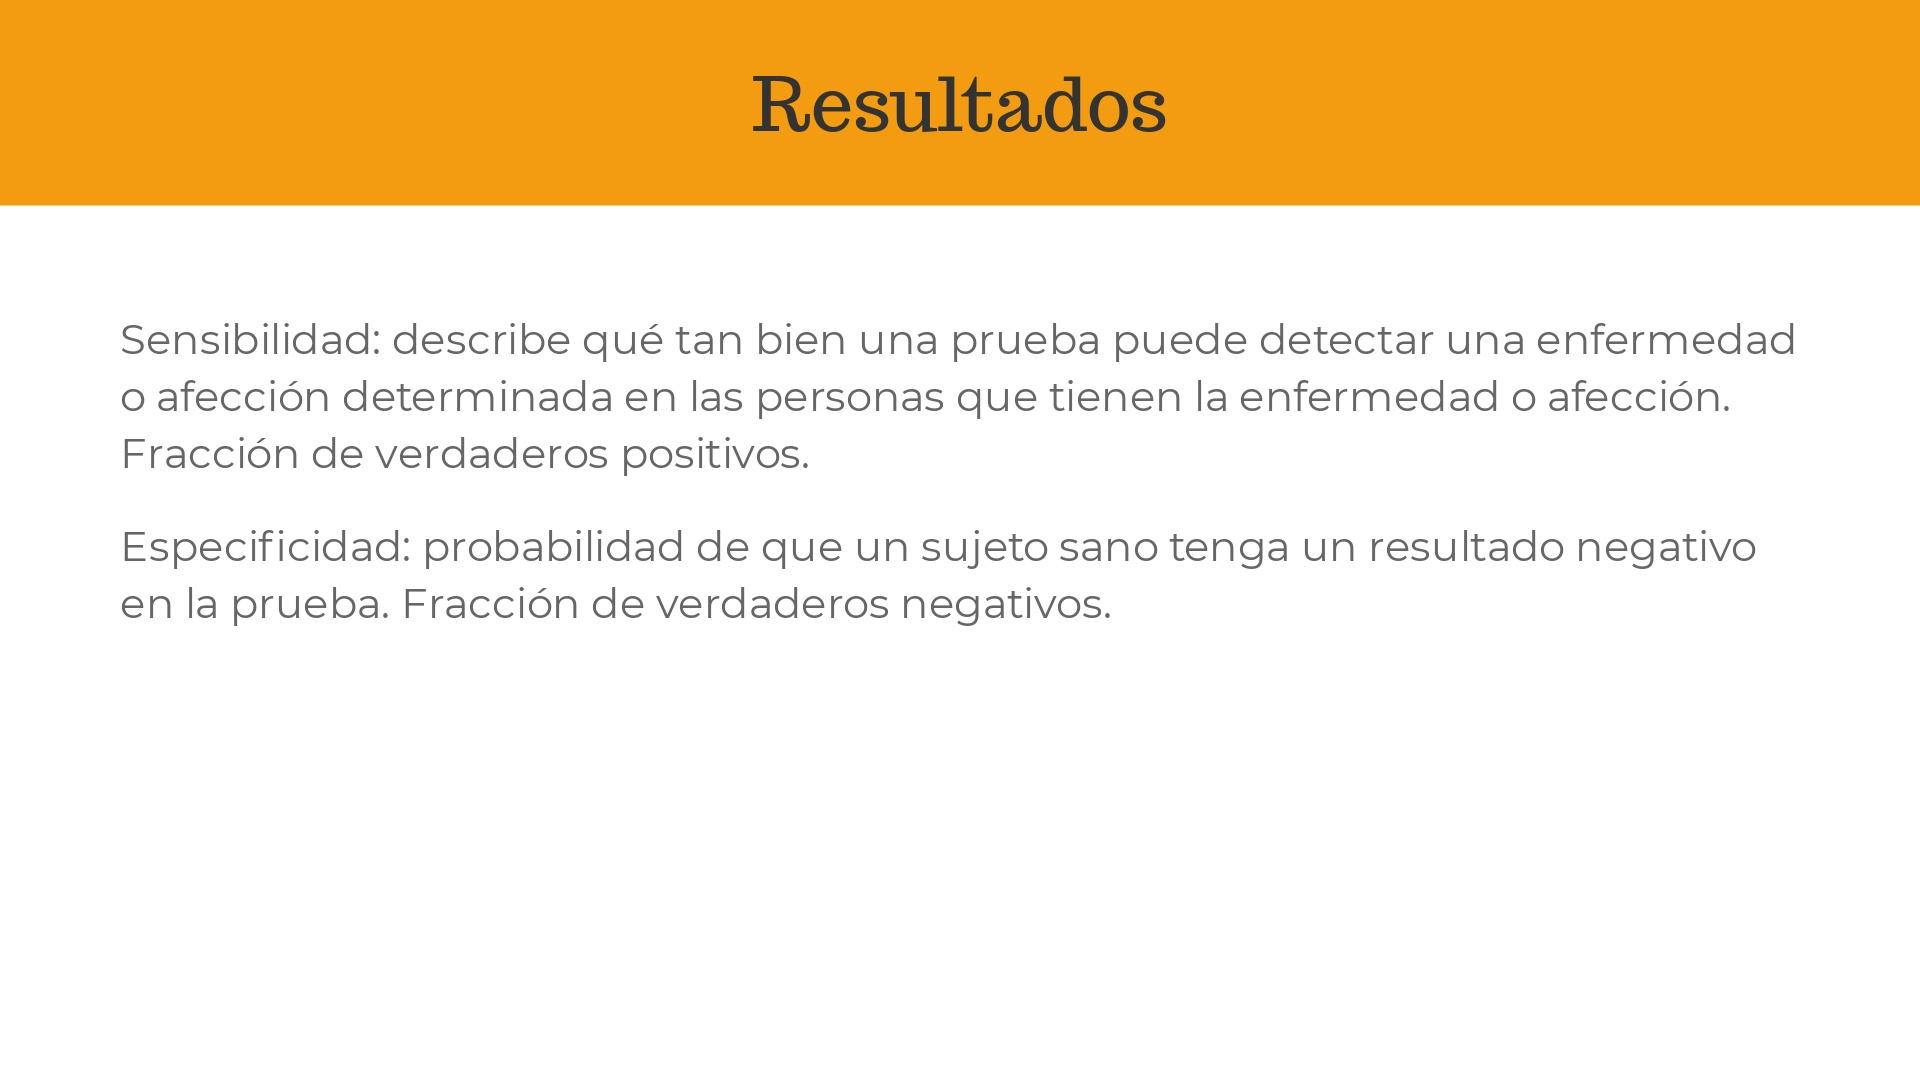 Resultados
Sensibilidad: describe qué tan bien una prueba puede detectar una enfermedad
o afección determinada en las personas que tienen la enfermedad o afección.
Fracción de verdaderos positivos.
Especificidad: probabilidad de que un sujeto sano tenga un resultado negativo
en la prueba. Fracción de verdaderos negativos.